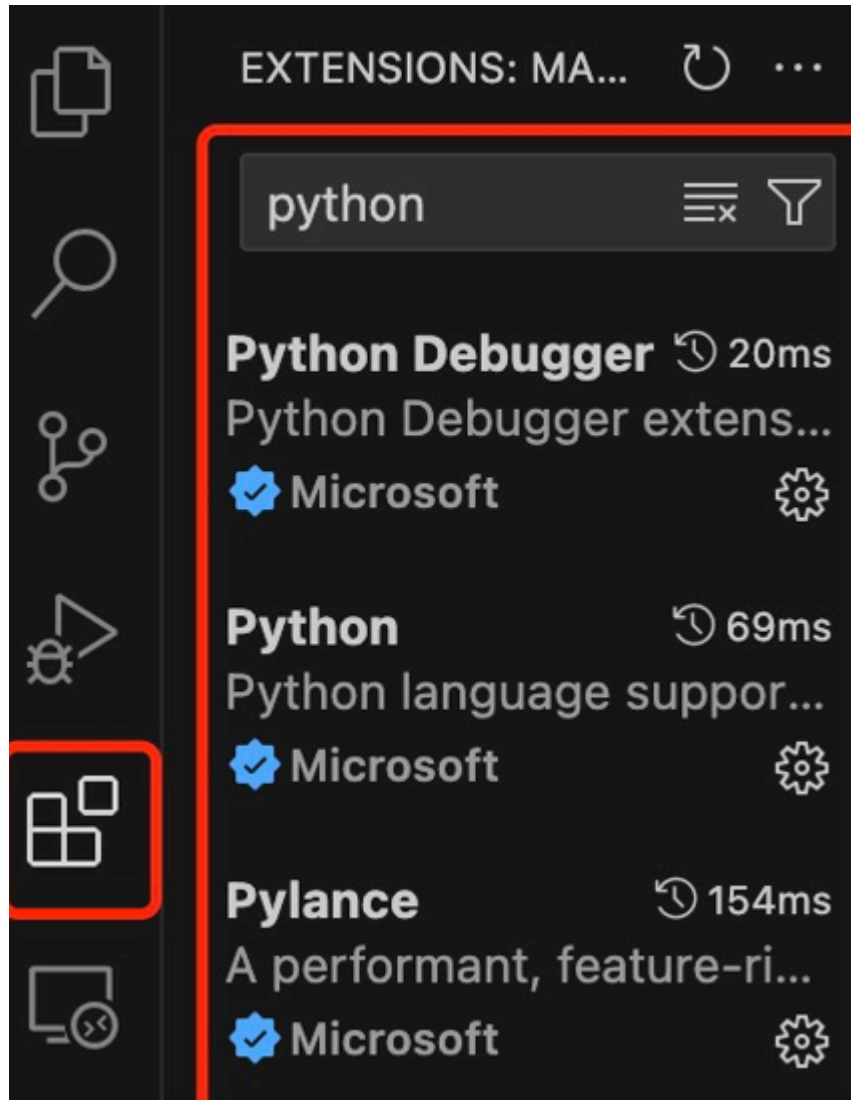 EXTENSIONS: MA...
python
Python Debugger 20ms
Python Debugger extens...
Microsoft
Python 69ms
Python language suppor...
Microsoft
Pylance 154ms
A performant, feature-ri...
Microsoft